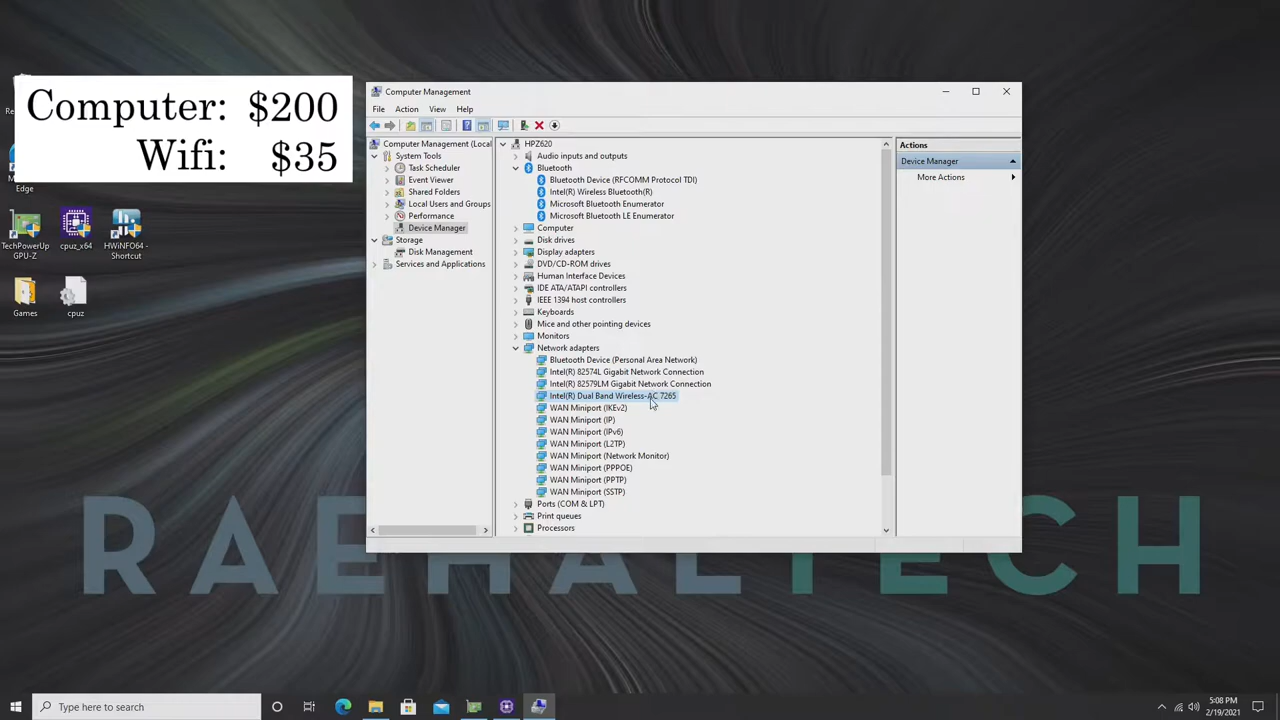 Computer: $200
Wifi: $35
Re
M
Edge
TechPowerUp GPU-Z
cpuz_x64
HWiNFO64 - Shortcut
Games
cpuz
Computer Management
File Action View Help
Computer Management (Local
System Tools
Task Scheduler
Event Viewer
Shared Folders
Local Users and Groups
Performance
Device Manager
Storage
Disk Management
Services and Applications
HPZ620
Audio inputs and outputs
Bluetooth
Bluetooth Device (RFCOMM Protocol TDI)
Intel(R) Wireless Bluetooth(R)
Microsoft Bluetooth Enumerator
Microsoft Bluetooth LE Enumerator
Computer
Disk drives
Display adapters
DVD/CD-ROM drives
Human Interface Devices
IDE ATA/ATAPI controllers
IEEE 1394 host controllers
Keyboards
Mice and other pointing devices
Monitors
Network adapters
Bluetooth Device (Personal Area Network)
Intel(R) 82574L Gigabit Network Connection
Intel(R) 82579LM Gigabit Network Connection
Intel(R) Dual Band Wireless-AC 7265
WAN Miniport (IKEv2)
WAN Miniport (IP)
WAN Miniport (IPv6)
WAN Miniport (L2TP)
WAN Miniport (Network Monitor)
WAN Miniport (PPPOE)
WAN Miniport (PPTP)
WAN Miniport (SSTP)
Ports (COM & LPT)
Print queues
Processors
Actions
Device Manager
More Actions
RAEHALTECH
Type here to search
5:08 PM
2/19/2021